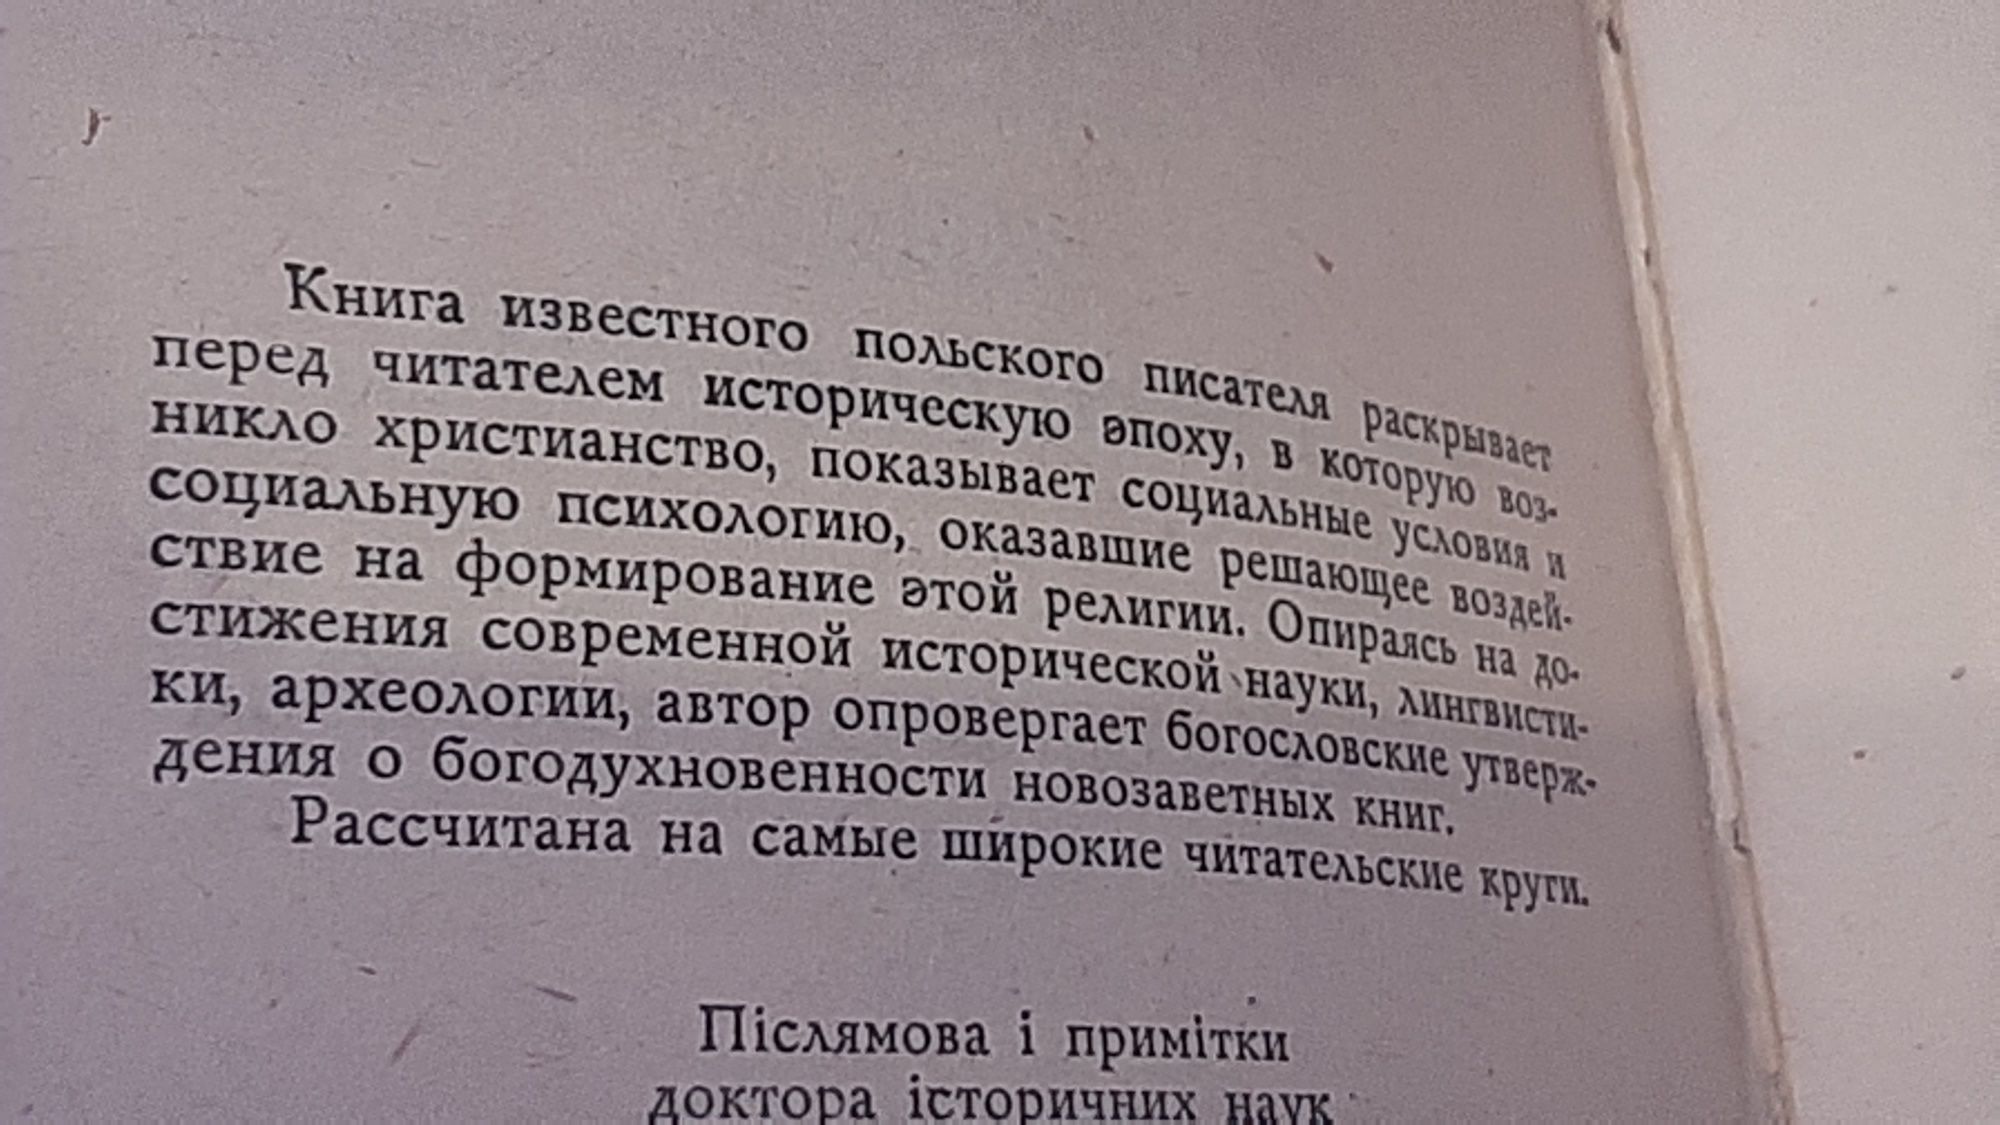 Книга известного польского писателя раскрывает
перед читателем историческую эпоху, в которую воз-
никло христианство, показывает социальные условия и
социальную психологию, оказавшие решающее воздей-
ствие на формирование этой религии. Опираясь на до-
стижения современной исторической науки, лингвисти-
ки, археологии, автор опровергает богословские утверж-
дения о богодухновенности новозаветных книг.
Рассчитана на самые широкие читательские круги.
Післямова і примітки
доктора історичних наук